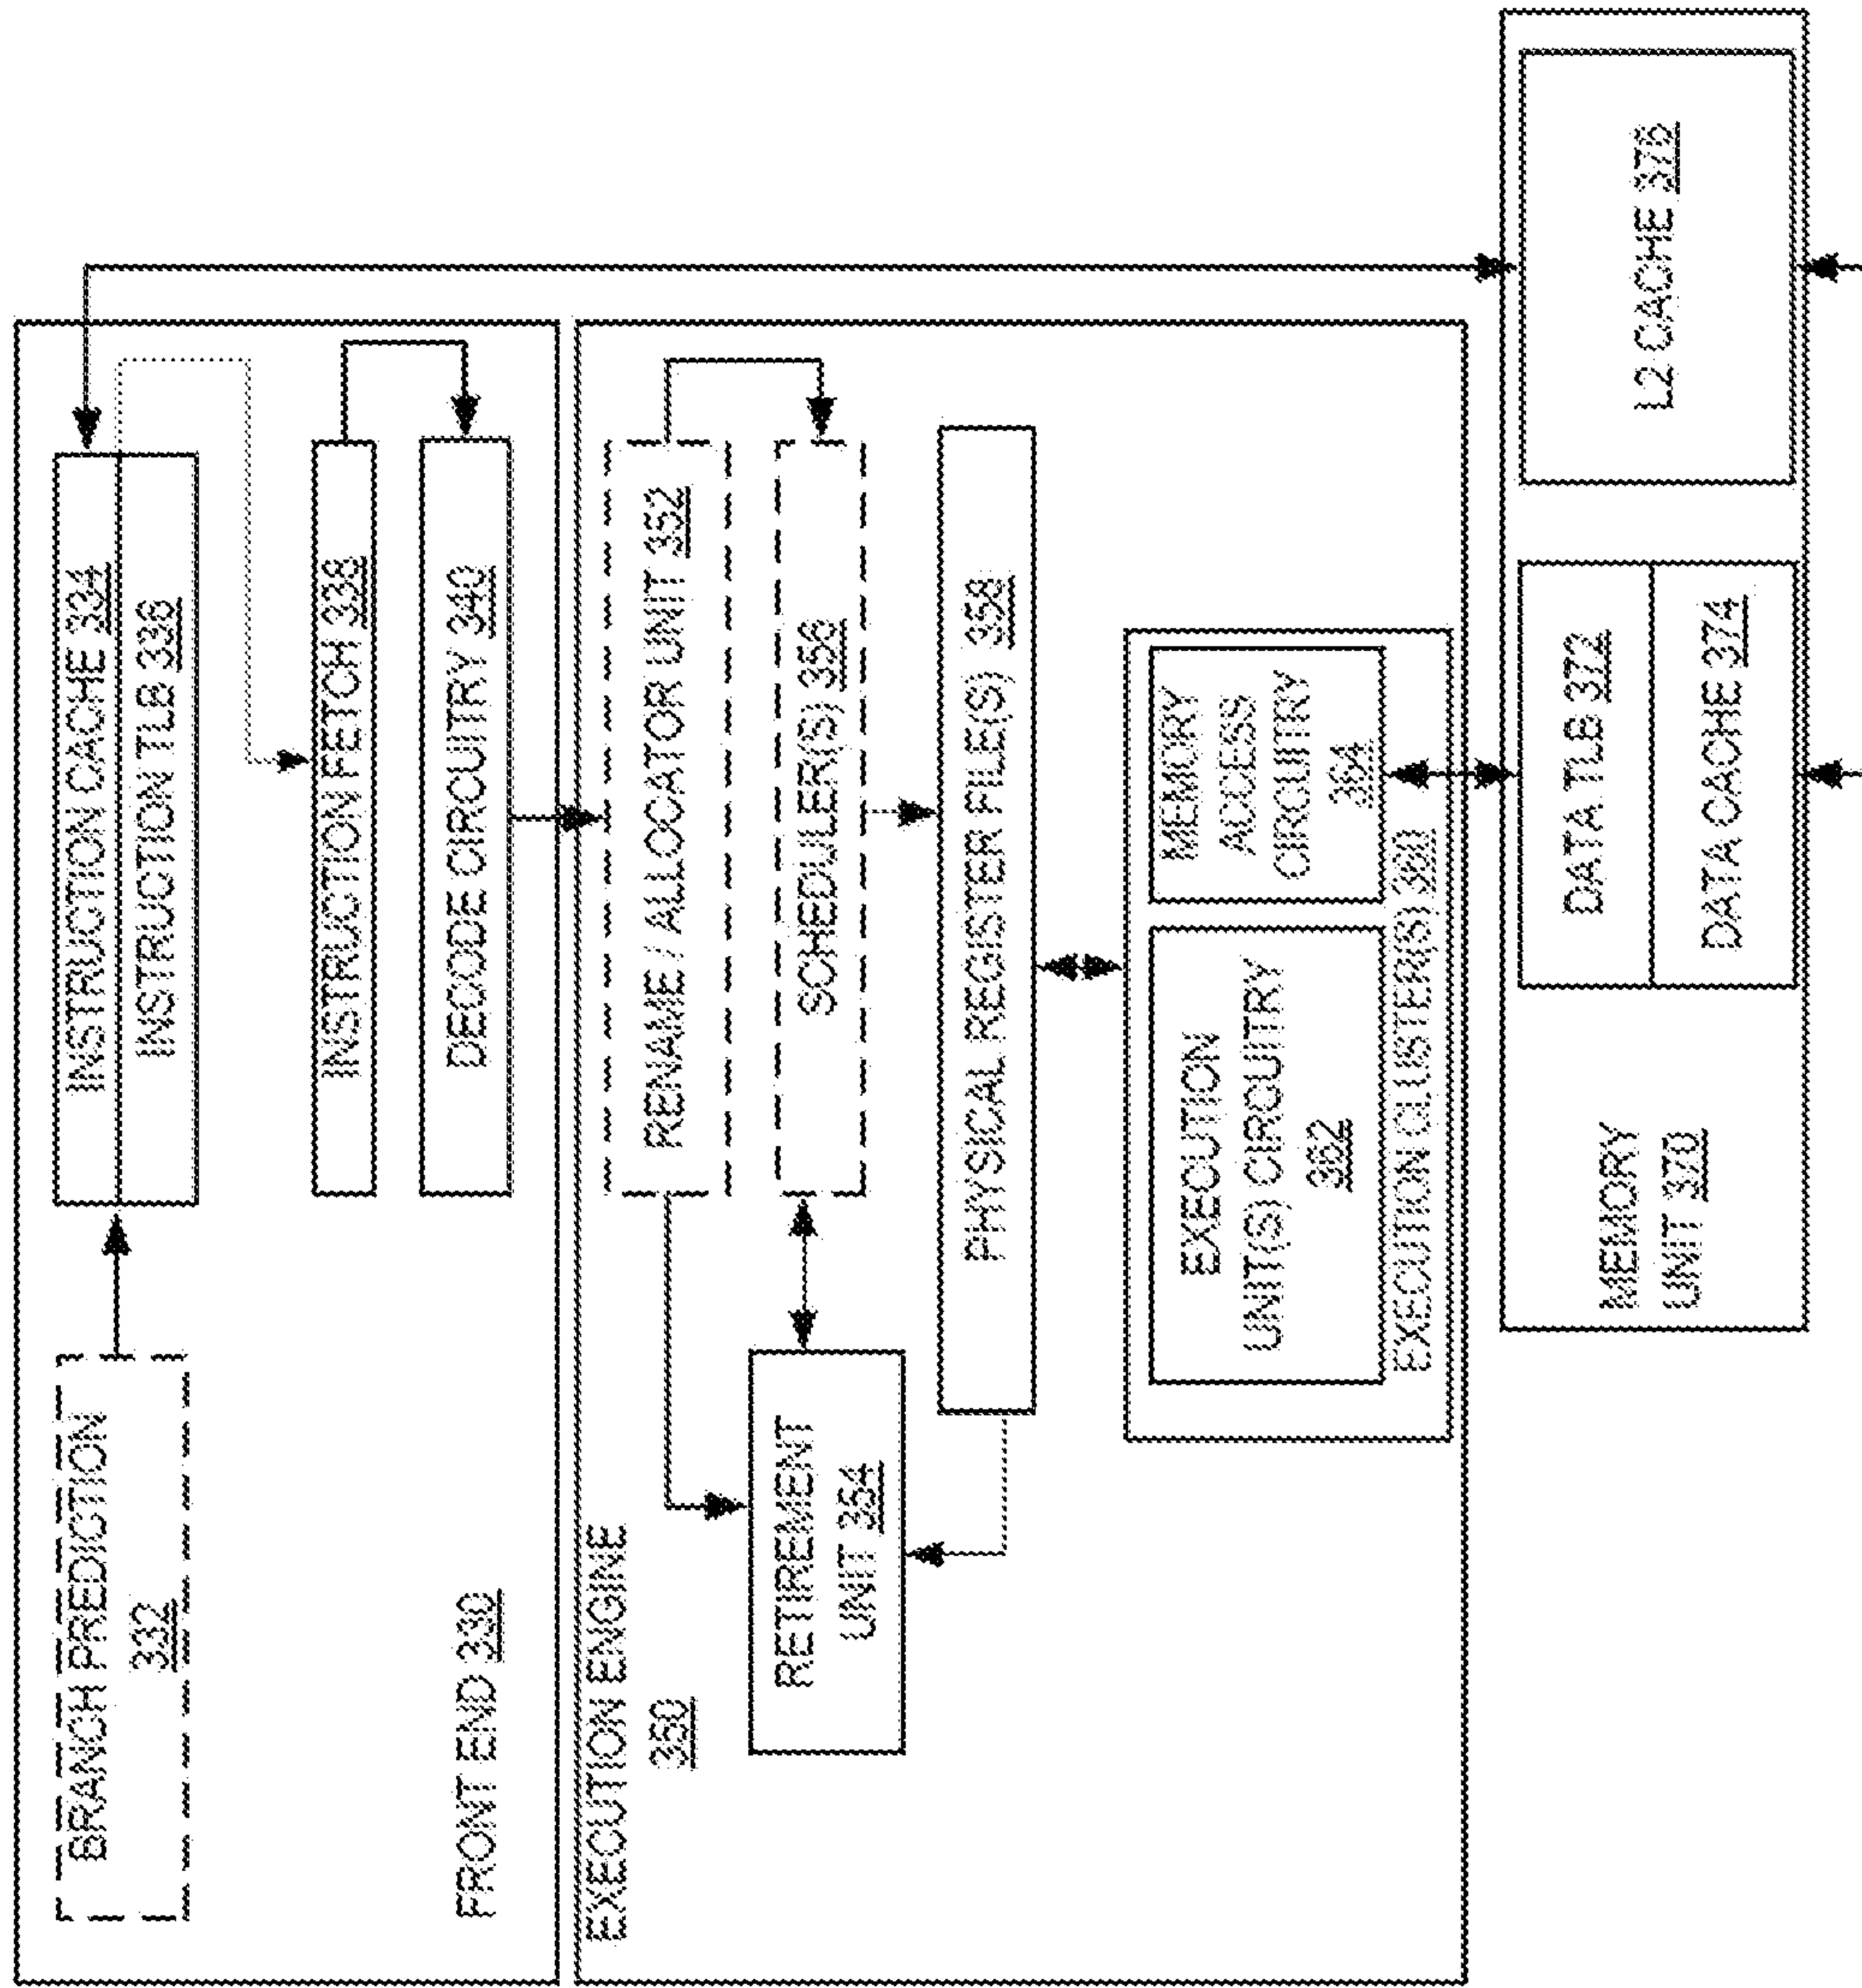 BRANCH PREDICTION
332
INSTRUCTION CACHE 334
INSTRUCTION TLB 336
INSTRUCTION FETCH 338
DECODE CIRCUITRY 340
FRONT END 330
EXECUTION ENGINE
350
RENAME / ALLOCATOR UNIT 352
RETIREMENT
UNIT 354
SCHEDULER(S) 356
PHYSICAL REGISTER FILE(S) 358
EXECUTION
UNIT(S) CIRCUITRY
362
MEMORY
ACCESS
CIRCUITRY
364
EXECUTION CLUSTER(S) 360
MEMORY
UNIT 370
DATA TLB 372
DATA CACHE 374
L2 CACHE 376